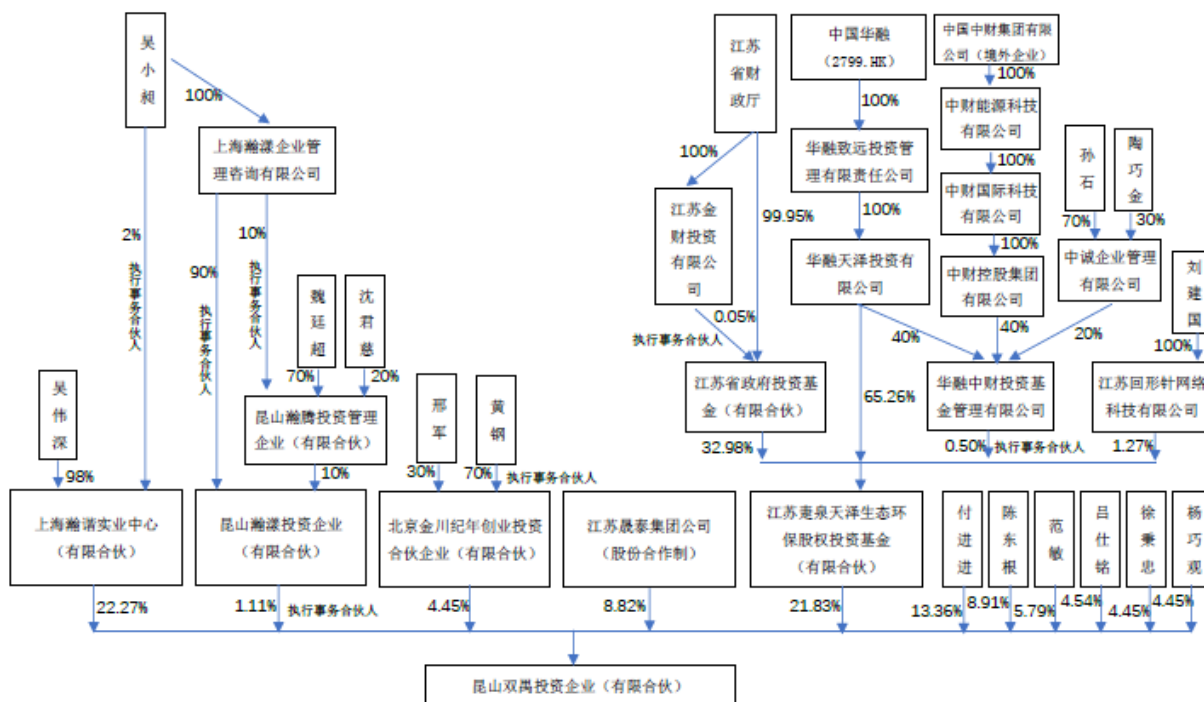 吴小昶
100%
上海瀚漾企业管
理咨询有限公司
2%
执行事务合伙人
90%
执行事务合伙人
10%
执行事务合伙人
魏廷超
沈君慈
70%
20%
吴伟深
98%
昆山瀚腾投资管理
企业（有限合伙）
10%
邢军
黄钢
30%
70%
执行事务合伙人
江苏省财政厅
100%
99.95%
江苏金财投资有限公司
0.05%
执行事务合伙人
江苏省政府投资基
金（有限合伙）
32.98%
中国华融
（2799.HK）
100%
华融致远投资管
理有限责任公司
100%
华融天泽投资有
限公司
40%
65.26%
中国中财集团有限
公司（境外企业）
100%
中财能源科技
有限公司
100%
中财国际科技
有限公司
100%
中财控股集团有
限公司
40%
孙石
陶巧金
70%
30%
中诚企业管理
有限公司
20%
华融中财投资基
金管理有限公司
0.50%
执行事务合伙人
刘建国
100%
江苏回形针网络
科技有限公司
1.27%
上海瀚谐实业中心
（有限合伙）
22.27%
昆山瀚漾投资企业
（有限合伙）
1.11%
执行事务合伙人
北京金川纪年创业投资
合伙企业（有限合伙）
4.45%
江苏晟泰集团公司
（股份合作制）
8.82%
江苏疌泉天泽生态环
保股权投资基金
（有限合伙）
21.83%
付进进
13.36%
陈东根
8.91%
范敏
5.79%
吕仕铭
4.54%
徐秉忠
4.45%
杨巧观
4.45%
昆山双禺投资企业（有限合伙）